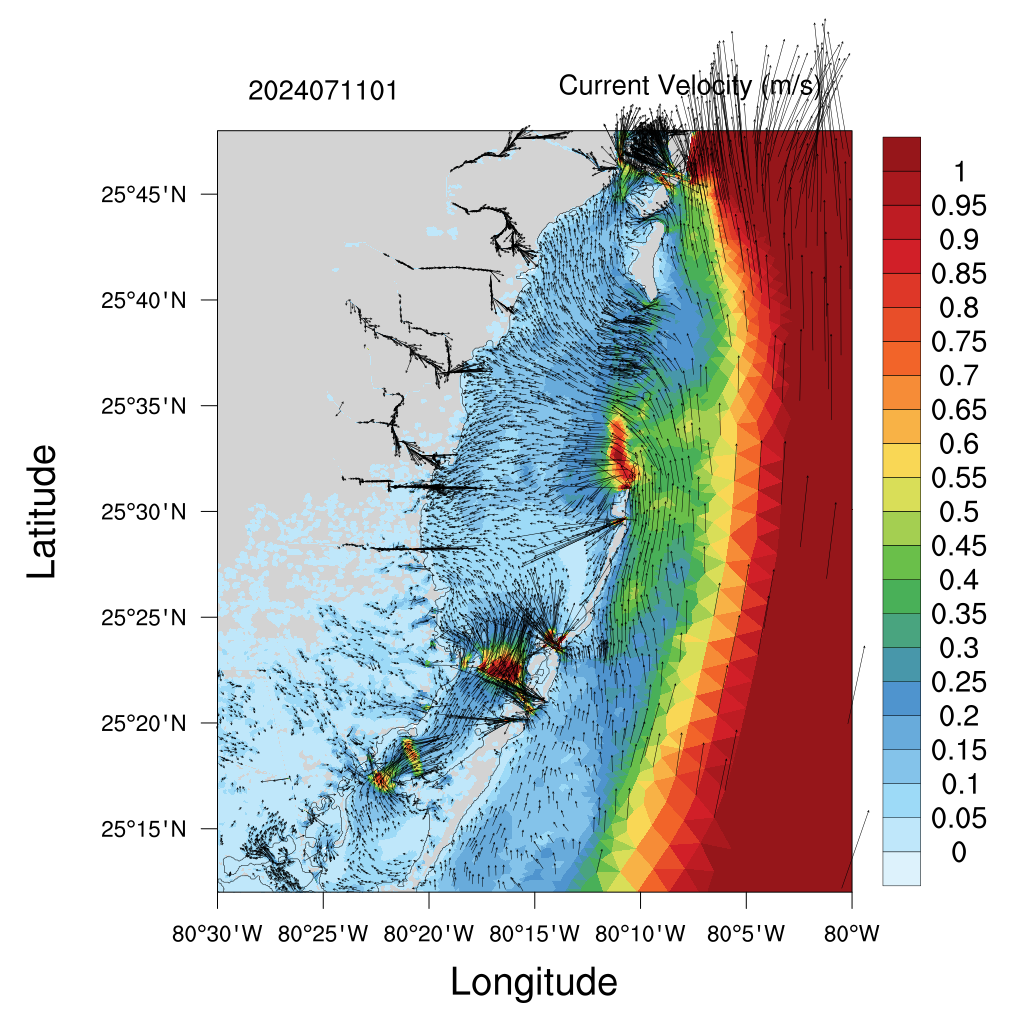 2024071101
Current Velocity (m/s)
25°45'N
25°40'N
25°35'N
25°30'N
25°25'N
25°20'N
25°15'N
Latitude
80°30'W 80°25'W 80°20'W 80°15'W 80°10'W 80°5'W 80°W
Longitude
1
0.95
0.9
0.85
0.8
0.75
0.7
0.65
0.6
0.55
0.5
0.45
0.4
0.35
0.3
0.25
0.2
0.15
0.1
0.05
0